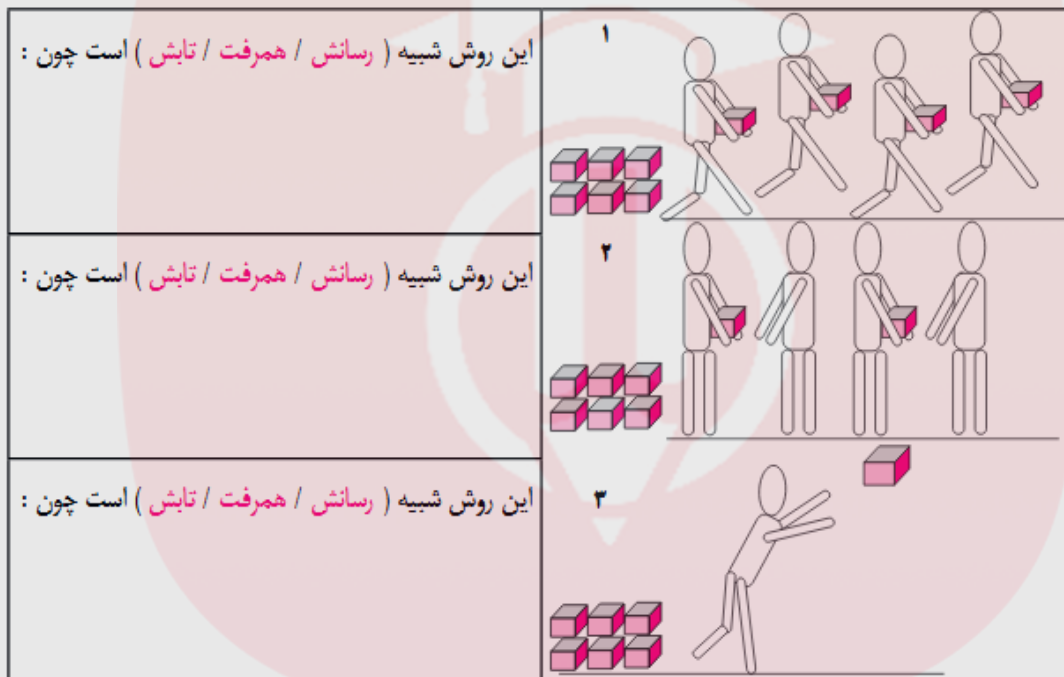 ۱
این روش شبیه ( رسانش / همرفت / تابش ) است چون :
۲
این روش شبیه ( رسانش / همرفت / تابش ) است چون :
۳
این روش شبیه ( رسانش / همرفت / تابش ) است چون :